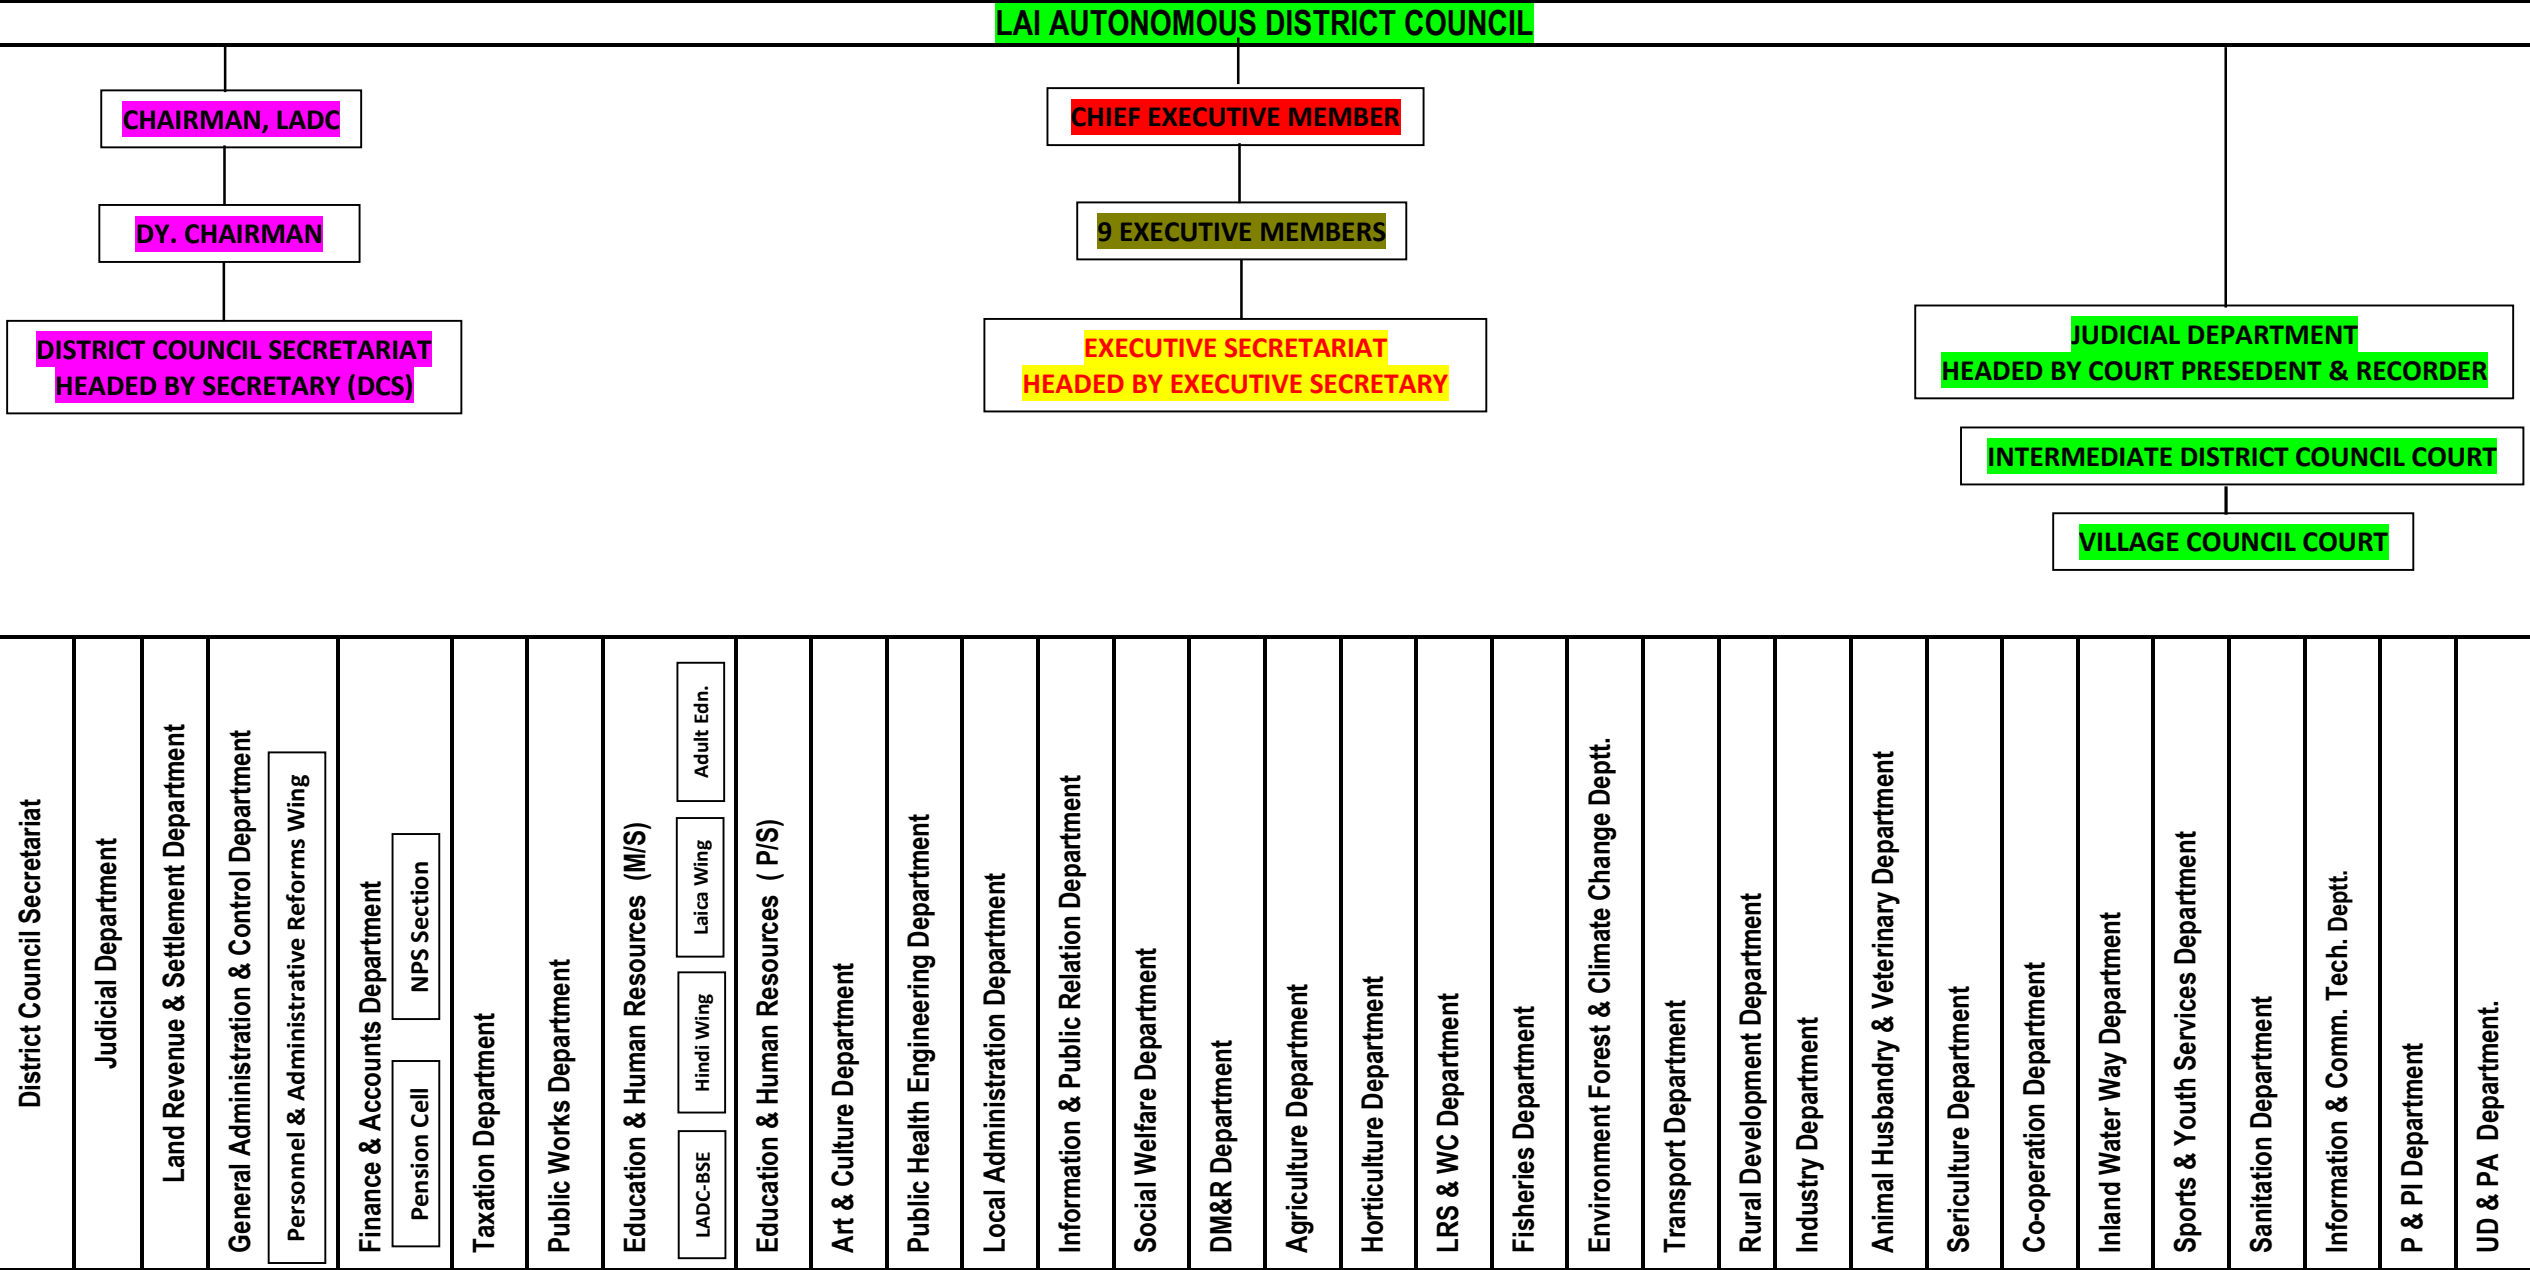 LAI AUTONOMOUS DISTRICT COUNCIL
CHAIRMAN, LADC
DY. CHAIRMAN
DISTRICT COUNCIL SECRETARIAT
HEADED BY SECRETARY (DCS)
CHIEF EXECUTIVE MEMBER
9 EXECUTIVE MEMBERS
EXECUTIVE SECRETARIAT
HEADED BY EXECUTIVE SECRETARY
JUDICIAL DEPARTMENT
HEADED BY COURT PRESEDENT & RECORDER
INTERMEDIATE DISTRICT COUNCIL COURT
VILLAGE COUNCIL COURT
District Council Secretariat
Judicial Department
Land Revenue & Settlement Department
General Administration & Control Department
Personnel & Administrative Reforms Wing
Finance & Accounts Department
Pension Cell
NPS Section
Taxation Department
Public Works Department
Education & Human Resources (M/S)
LADC-BSE
Hindi Wing
Laica Wing
Adult Edn.
Education & Human Resources ( P/S)
Art & Culture Department
Public Health Engineering Department
Local Administration Department
Information & Public Relation Department
Social Welfare Department
DM&R Department
Agriculture Department
Horticulture Department
LRS & WC Department
Fisheries Department
Environment Forest & Climate Change Deptt.
Transport Department
Rural Development Department
Industry Department
Animal Husbandry & Veterinary Department
Sericulture Department
Co-operation Department
Inland Water Way Department
Sports & Youth Services Department
Sanitation Department
Information & Comm. Tech. Deptt.
P & PI Department
UD & PA Department.